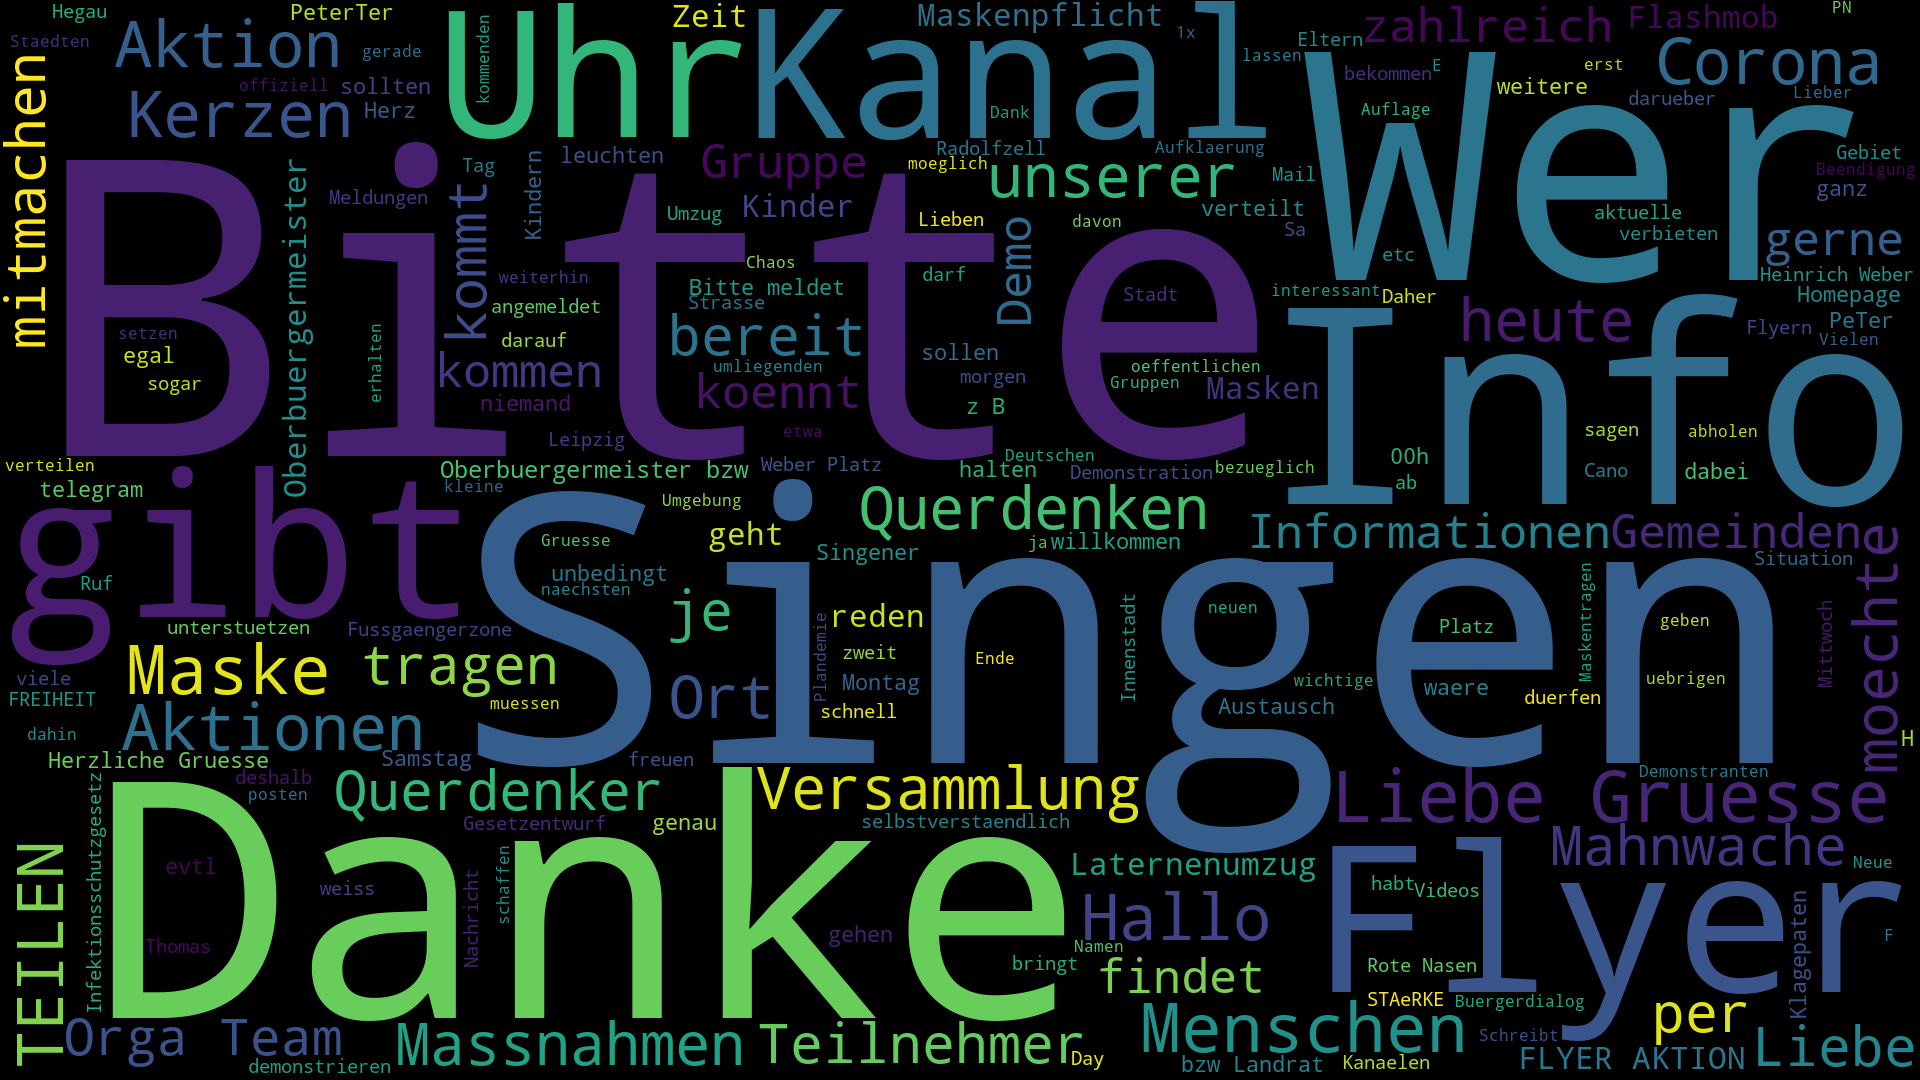 Hegau
PeterTer
Staedten
Aktion
gerade
offiziell
sollten
Kerzen
Herz
mitmachen
Uhr
kommenden
Zeit
Kanal
Maskenpflicht
1x
lassen
Dank
Eltern
zahlreich
Flashmob
PN
bekommen
E
erst
weitere
Corona
Auflage
darueber
Lieber
Wer
Bitte
Oberbuergermeister
Meldungen
Tag
kommt
Kindern
leuchten
Gruppe
Radolfzell
moeglich
Aufklaerung
unserer
Mail
Kinder
Umzug
Lieben
davon
verteilt
Sa
Gebiet
Beendigung
ganz
aktuelle
verbieten
gerne
etc
Demo
Chaos
weiterhin
Bitte meldet
darf
Strasse
Stadt
interessant
Daher
Heinrich Weber
Homepage
angemeldet
darauf
bereit
heute
Flyern
PeTer
Vielen
Info
setzen
egal
sogar
erhalten
kommen
umliegenden
sollen
morgen
oeffentlichen
Gruppen
Masken
niemand
koennt
z B
etwa
Leipzig
sagen
abholen
verteilen
telegram
Oberbuergermeister bzw
kleine
Weber Platz
halten
Deutschen
Demonstration
bezueglich
00h
ab
Cano
dabei
gibt
Singen
Umgebung
Querdenken
Gruesse
geht
Singener
ja
willkommen
Informationen
Gemeinden
Situation
Ruf
unbedingt
naechsten
moechte
unterstuetzen
Fussgaengerzone
je
Plandemie
reden
Innenstadt
neuen
Maskentragen
Platz
geben
Mittwoch
viele
FREIHEIT
Maske
tragen
zweit
Ende
Ort
Montag
wichtige
waere
uebrigen
duerfen
muessen
schnell
Austausch
dahin
Aktionen
H
Herzliche Gruesse
Samstag
freuen
deshalb
posten
Querdenker
Versammlung
Demonstranten
Liebe Gruesse
Infektionsschutzgesetz
Gesetzentwurf
genau
selbstverstaendlich
TEILEN
Danke
evtl
weiss
schaffen
Nachricht
Thomas
Laternenumzug
Mahnwache
Neue
Flyer
habt
Videos
Klagepaten
Hallo
gehen
Namen
F
bringt
findet
Rote Nasen
STAeRKE
Buergerdialog
per
Orga Team
Massnahmen
Teilnehmer
Menschen
Schreibt
Liebe
demonstrieren
Day
bzw Landrat
Kanaelen
FLYER AKTION